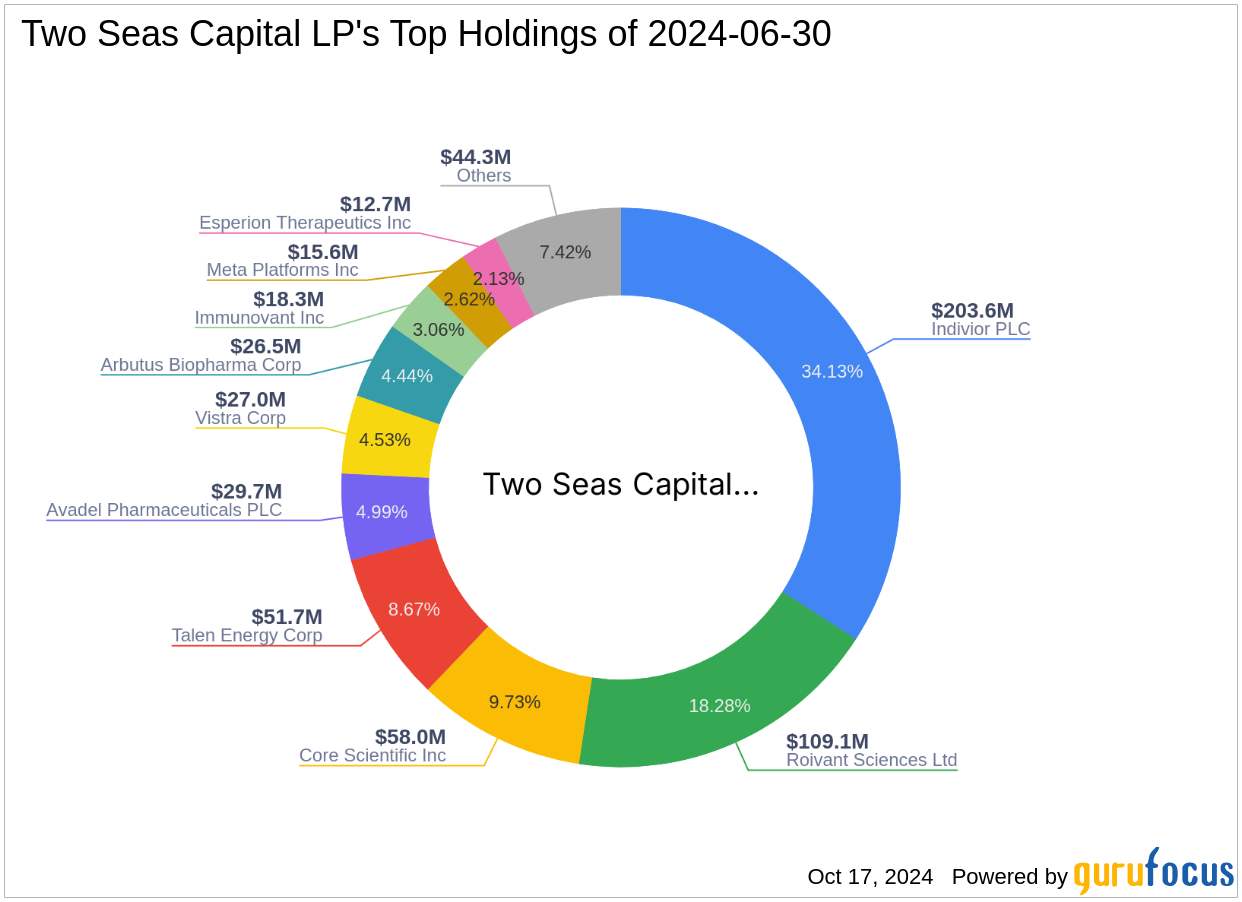 Two Seas Capital LP's Top Holdings of 2024-06-30
$44.3M
Others
$12.7M
Esperion Therapeutics Inc
$15.6M
Meta Platforms Inc
$18.3M
Immunovant Inc
$26.5M
Arbutus Biopharma Corp
$27.0M
Vistra Corp
$29.7M
Avadel Pharmaceuticals PLC
$51.7M
Talen Energy Corp
$58.0M
Core Scientific Inc
$109.1M
Roivant Sciences Ltd
$203.6M
Indivior PLC
7.42%
2.13%
2.62%
3.06%
4.44%
4.53%
4.99%
8.67%
9.73%
18.28%
34.13%
Two Seas Capital...
Oct 17, 2024 Powered by gurufocus